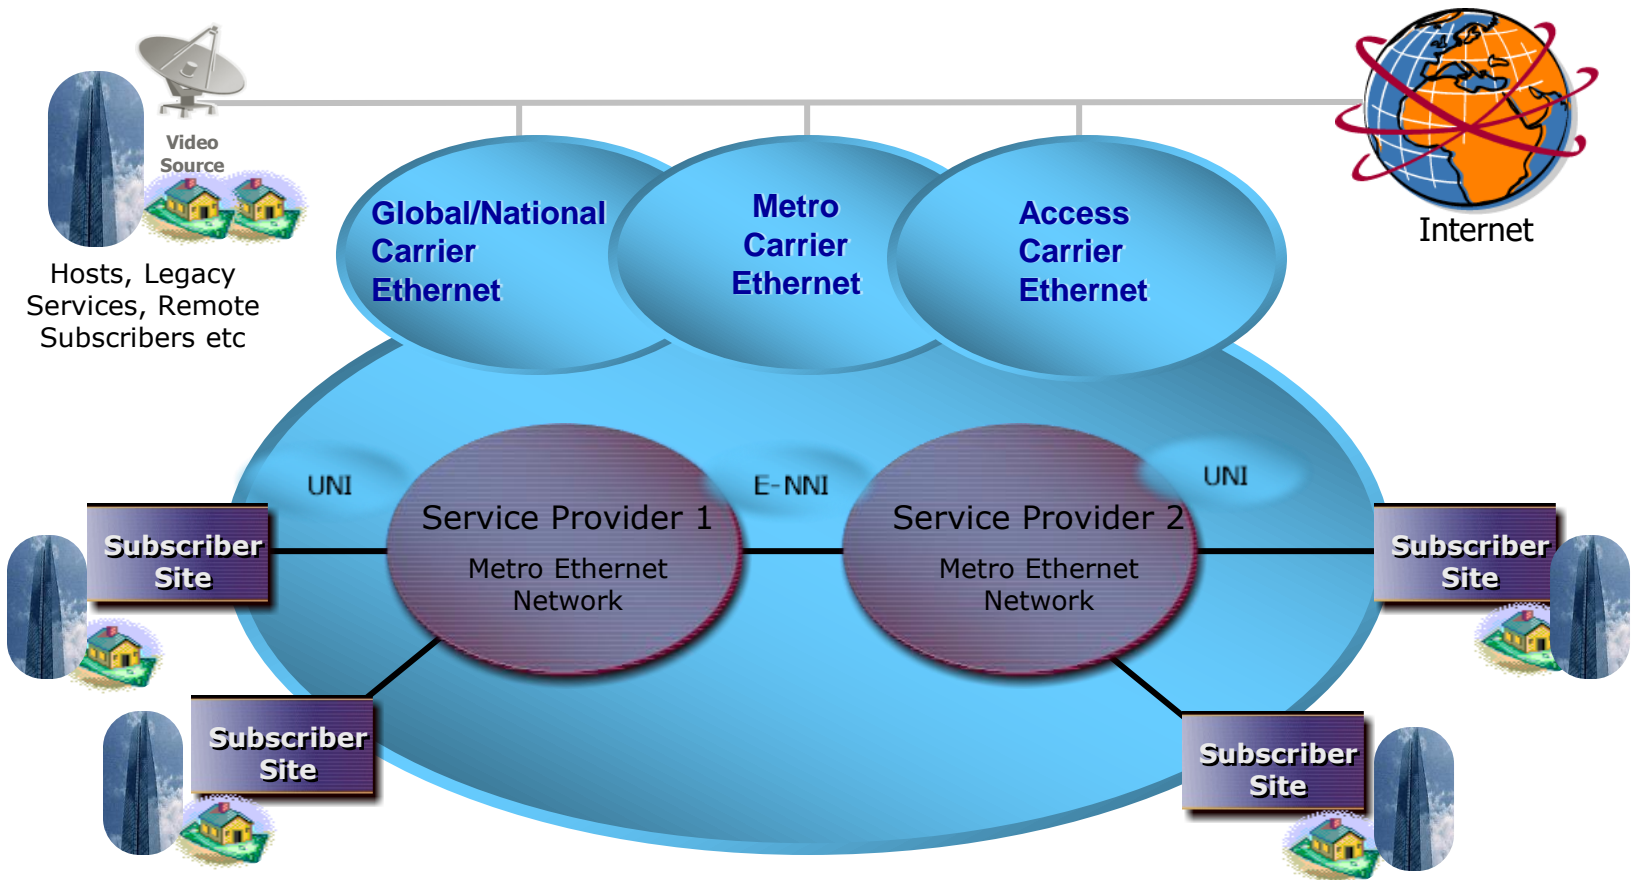 Video
Source
Hosts, Legacy
Services, Remote
Subscribers etc
Global/National
Carrier
Ethernet
Metro
Carrier
Ethernet
Access
Carrier
Ethernet
Internet
UNI
E-NNI
UNI
Service Provider 1
Metro Ethernet
Network
Service Provider 2
Metro Ethernet
Network
Subscriber
Site
Subscriber
Site
Subscriber
Site
Subscriber
Site